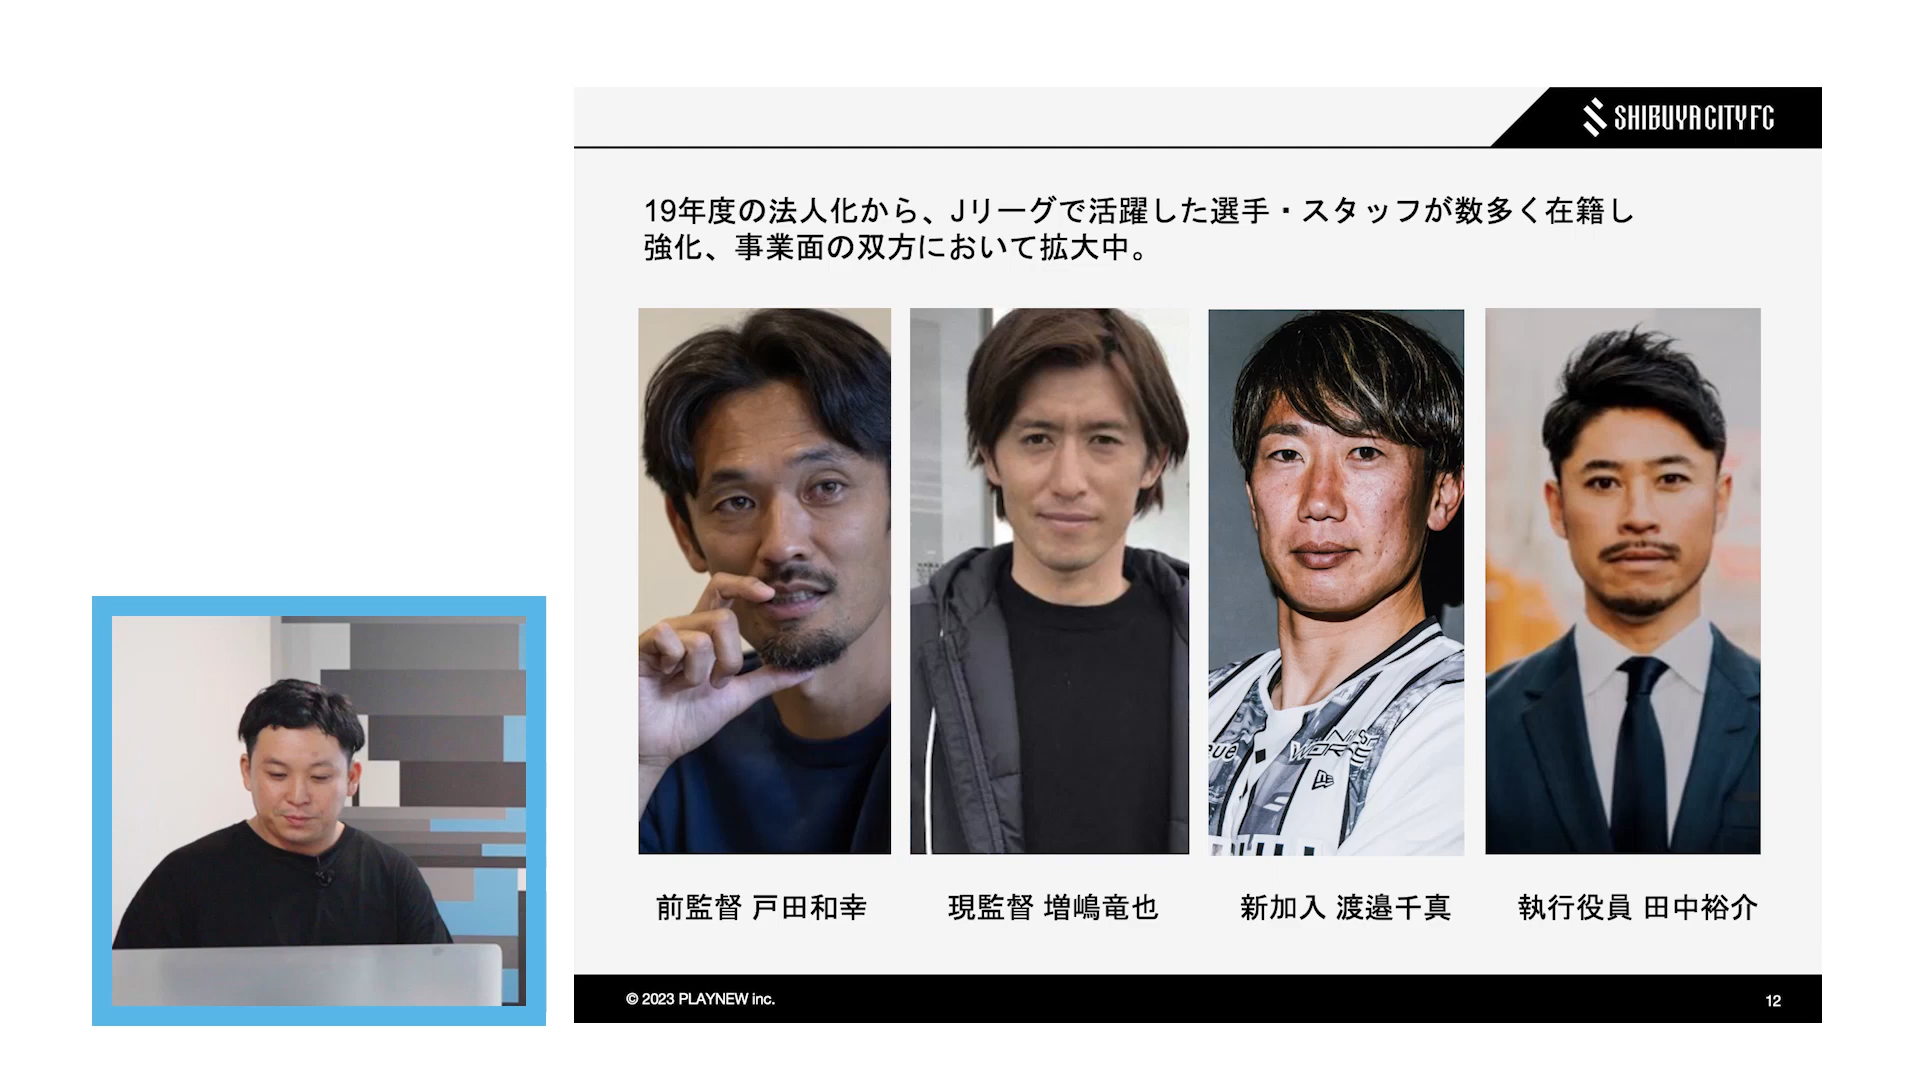 SHIBUYA CITY FC
19年度の法人化から、Jリーグで活躍した選手・スタッフが数多く在籍し
強化、事業面の双方において拡大中。
前監督 戸田和幸
現監督 増嶋竜也
新加入 渡邉千真
執行役員 田中裕介
© 2023 PLAYNEW inc.
12